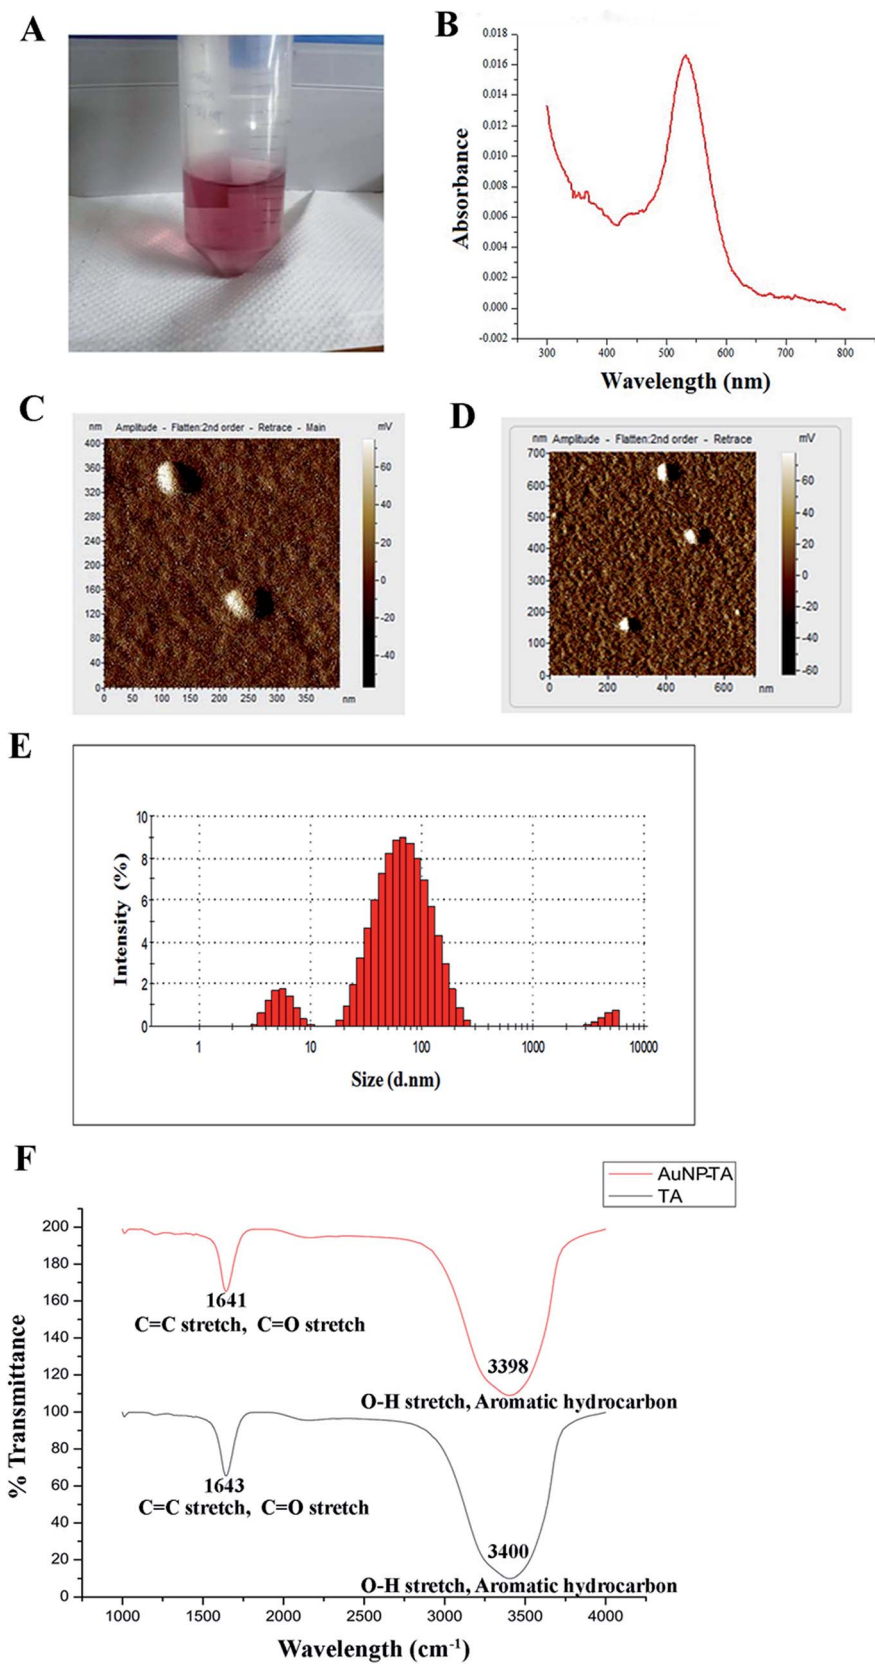 A
B
0.018
0.016
0.014
0.012
0.010
0.008
0.006
0.004
0.002
0.000
-0.002
Absorbance
300 400 500 600 700 800
Wavelength (nm)
C
nm Amplitude - Flatten:2nd order - Retrace - Main mV
400
360
320
280
240
200
160
120
80
40
0
0 50 100 150 200 250 300 350 nm
60
40
20
0
-20
-40
D
nm Amplitude - Flatten:2nd order - Retrace mV
700
600
500
400
300
200
100
0
0 200 400 600 nm
60
40
20
0
-20
-40
-60
E
10
8
6
4
2
0
Intensity (%)
1 10 100 1000 10000
Size (d.nm)
F
AuNP-TA
TA
200
180
160
140
120
100
80
60
40
20
0
% Transmittance
1641
C=C stretch, C=O stretch
3398
O-H stretch, Aromatic hydrocarbon
1643
C=C stretch, C=O stretch
3400
O-H stretch, Aromatic hydrocarbon
1000 1500 2000 2500 3000 3500 4000
Wavelength (cm⁻¹)